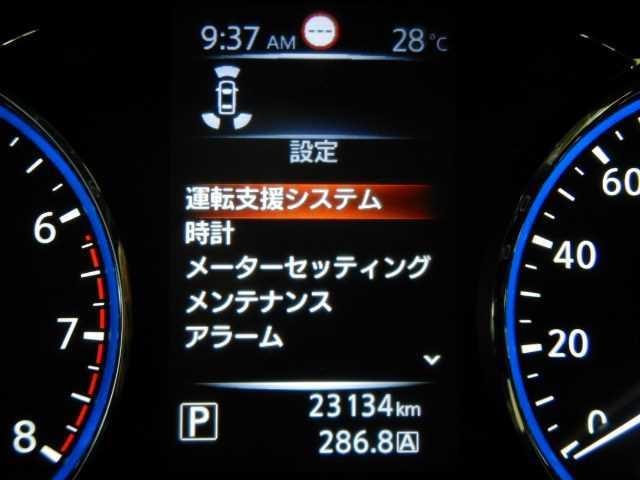 9:37 AM --- 28°C
設定
運転支援システム
時計
メーターセッティング
メンテナンス
アラーム
P 23134km
286.8 A
6
7
8
60
40
20
0